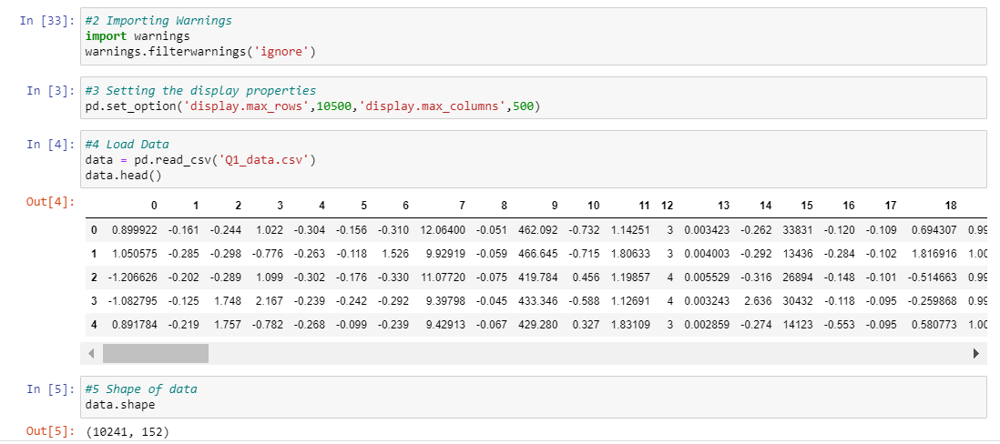 In [33]: #2 Importing Warnings
import warnings
warnings.filterwarnings('ignore')
In [3]: #3 Setting the display properties
pd.set_option('display.max_rows',10500,'display.max_columns',500)
In [4]: #4 Load Data
data = pd.read_csv('Q1_data.csv')
data.head()
Out[4]:
0 1 2 3 4 5 6 7 8 9 10 11 12 13 14 15 16 17 18
0 0.899922 -0.161 -0.244 1.022 -0.304 -0.156 -0.310 12.06400 -0.051 462.092 -0.732 1.14251 3 0.003423 -0.262 33831 -0.120 -0.109 0.694307 0.99
1 1.050575 -0.285 -0.298 -0.776 -0.263 -0.118 1.526 9.92919 -0.059 466.645 -0.715 1.80633 3 0.004003 -0.292 13436 -0.284 -0.102 1.816916 1.00
2 -1.206626 -0.202 -0.289 1.099 -0.302 -0.176 -0.330 11.07720 -0.075 419.784 0.456 1.19857 4 0.005529 -0.316 26894 -0.148 -0.101 -0.514663 0.99
3 -1.082795 -0.125 1.748 2.167 -0.239 -0.242 -0.292 9.39798 -0.045 433.346 -0.588 1.12691 4 0.003243 2.636 30432 -0.118 -0.095 -0.259868 0.99
4 0.891784 -0.219 1.757 -0.782 -0.268 -0.099 -0.239 9.42913 -0.067 429.280 0.327 1.83109 3 0.002859 -0.274 14123 -0.553 -0.095 0.580773 1.00
In [5]: #5 Shape of data
data.shape
Out[5]: (10241, 152)